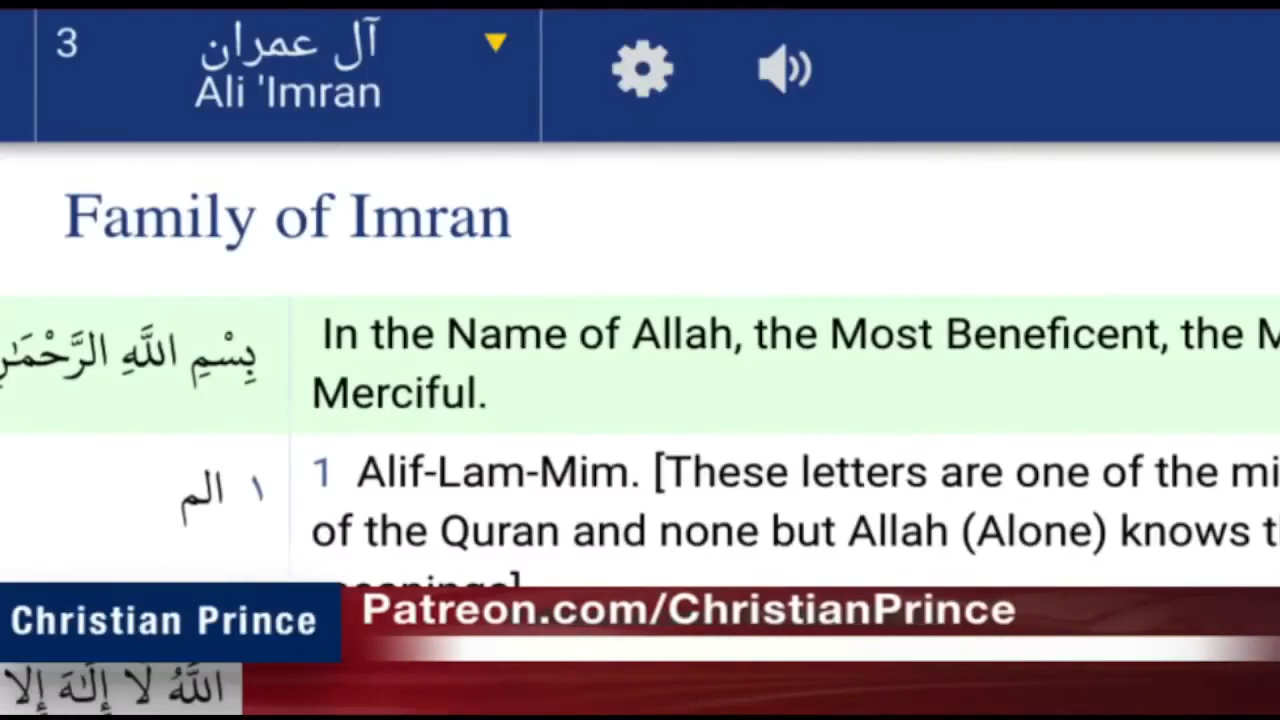 3
آل عمران
Ali 'Imran
Family of Imran
بِسْمِ اللَّهِ
In the Name of Allah, the Most Beneficent, the
Merciful.
١ الم
1 Alif-Lam-Mim. [These letters are one of the
of the Quran and none but Allah (Alone) knows
Christian Prince
Patreon.com/ChristianPrince
اللَّهُ لَا إِلَٰهَ إِلَّا